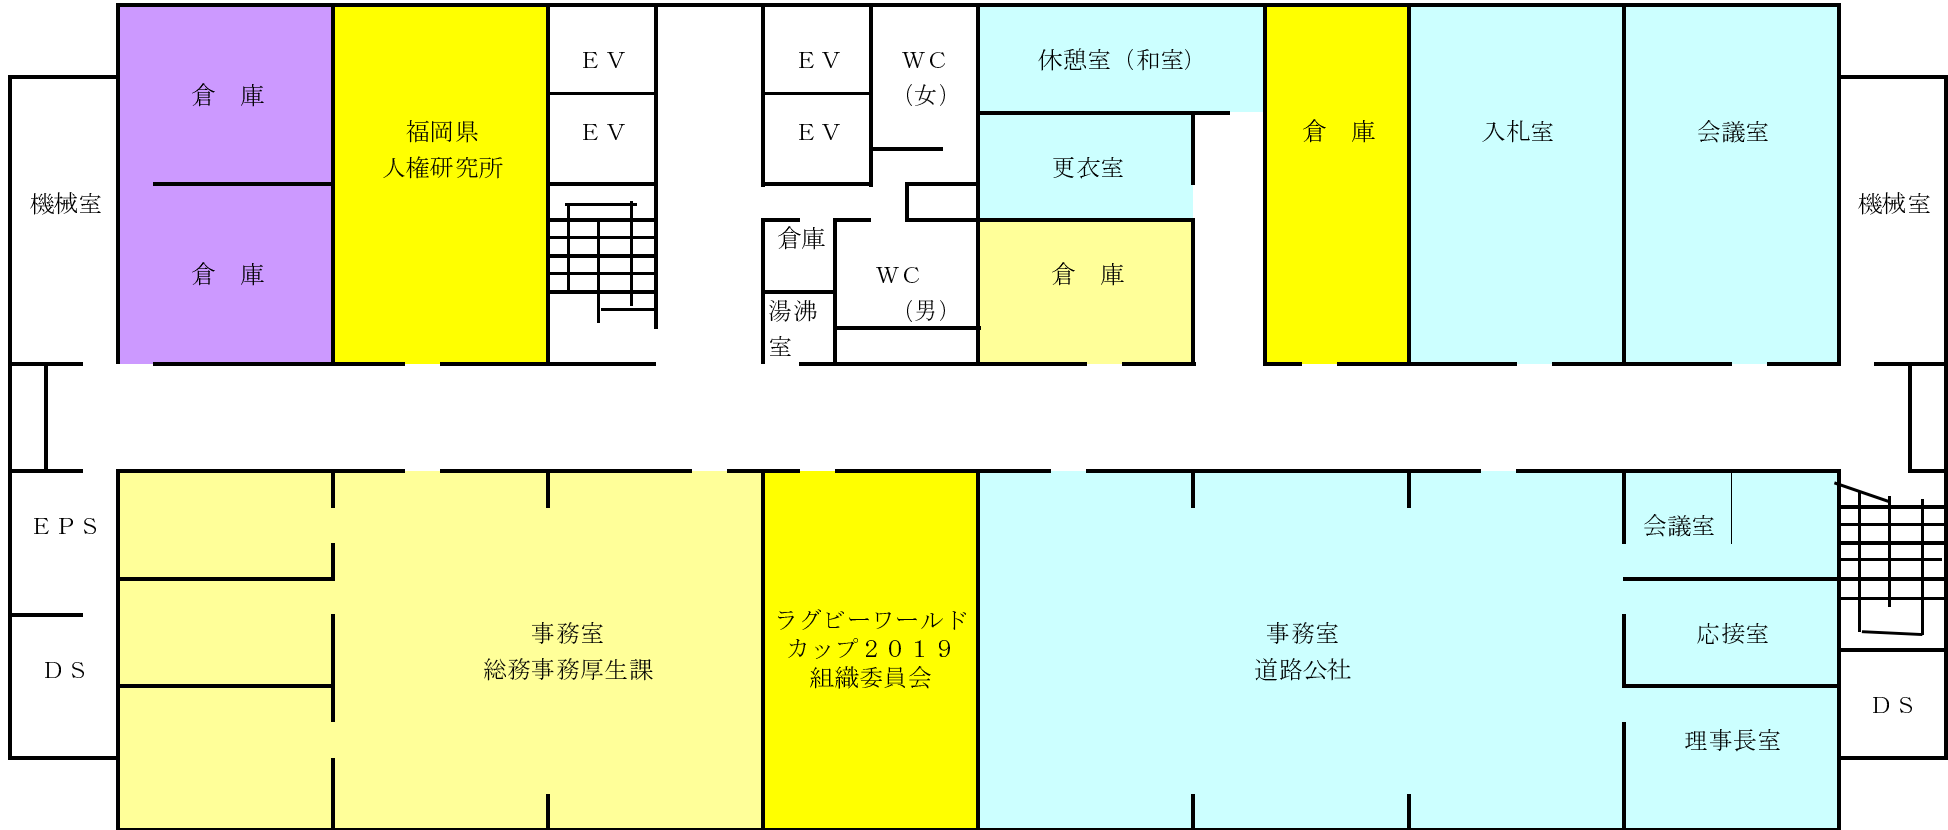 倉　庫
福岡県
人権研究所
ＥＶ
ＥＶ
ＥＶ
ＥＶ
ＷＣ
（女）
休憩室（和室）
更衣室
倉　庫
入札室
会議室
機械室
倉　庫
倉庫
湯沸
室
ＷＣ
（男）
倉　庫
機械室
ＥＰＳ
ＤＳ
事務室
総務事務厚生課
ラグビーワールド
カップ２０１９
組織委員会
事務室
道路公社
会議室
応接室
理事長室
ＤＳ